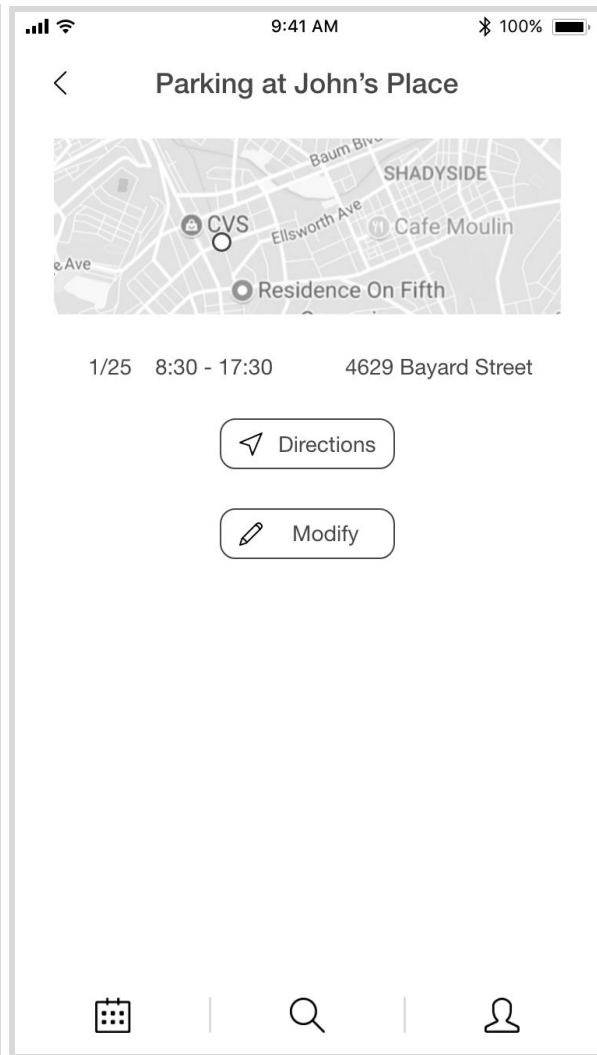 9:41 AM
100%
Parking at John's Place
Baum Blvd
SHADYSIDE
CVS
Ellsworth Ave
Cafe Moulin
e Ave
Residence On Fifth
1/25 8:30 - 17:30 4629 Bayard Street
Directions
Modify